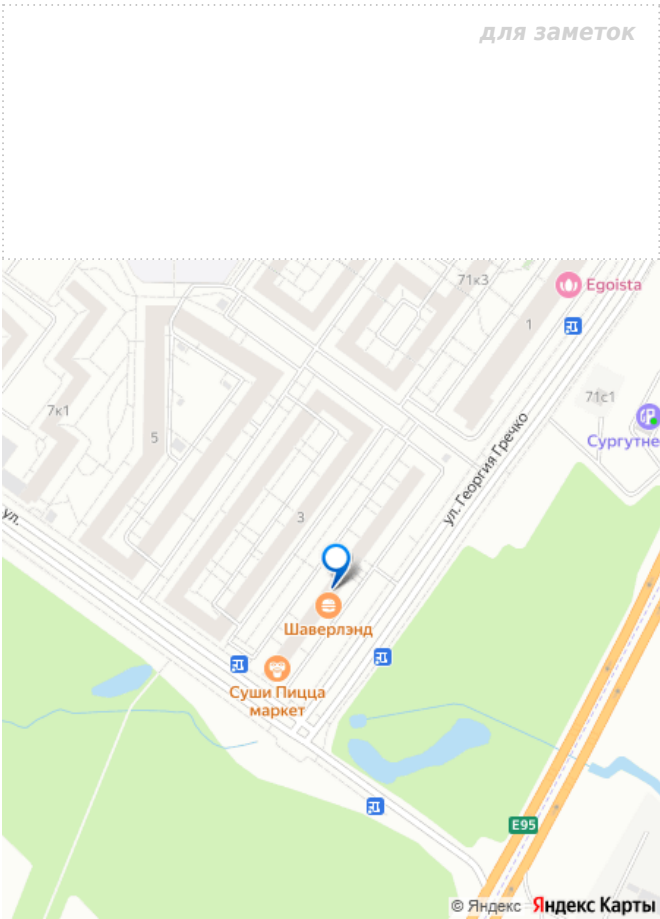 для заметок
71к3
Egoista
1
71с1
7к1
Сургутне
5
ул. Георгия Гречко
3
ул.
Шаверлэнд
Суши Пицца
маркет
E95
© Яндекс
Яндекс Карты